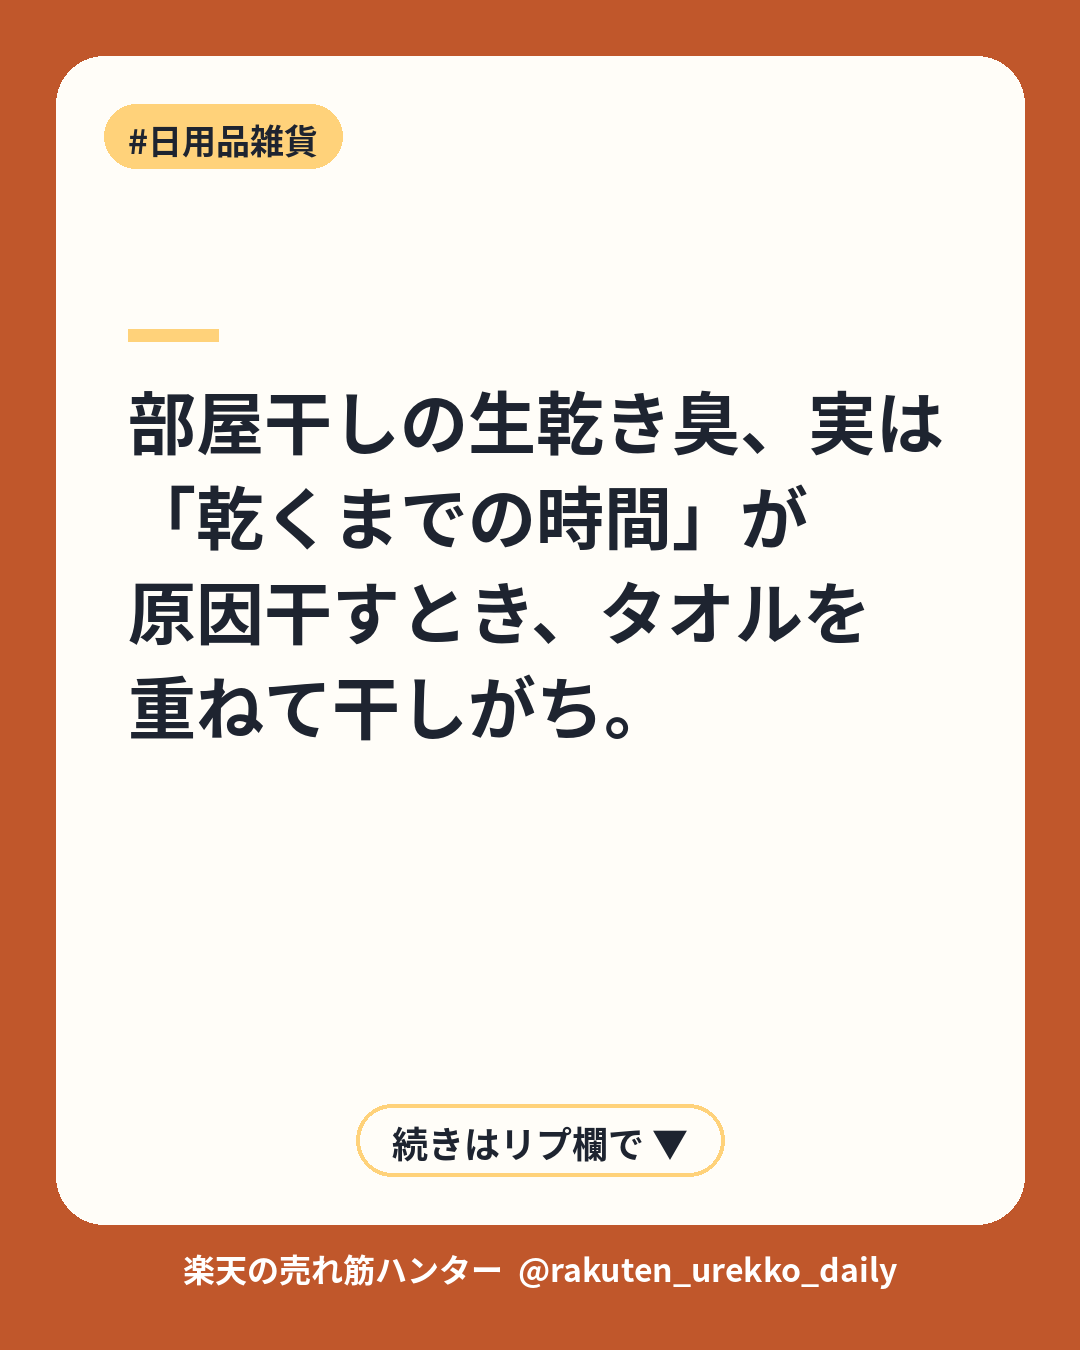 #日用品雑貨
部屋干しの生乾き臭、実は
「乾くまでの時間」が
原因干すとき、タオルを
重ねて干しがち。
続きはリプ欄で ▼
楽天の売れ筋ハンター @rakuten_urekko_daily